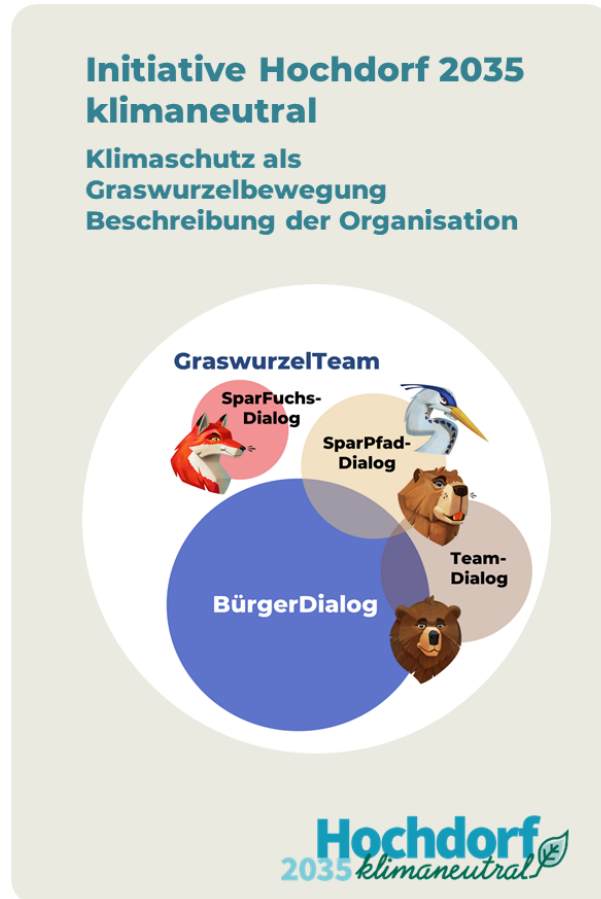 Initiative Hochdorf 2035
klimaneutral
Klimaschutz als
Graswurzelbewegung
Beschreibung der Organisation
GraswurzelTeam
SparFuchs-
Dialog
SparPfad-
Dialog
Team-
Dialog
BürgerDialog
Hochdorf
2035 klimaneutral